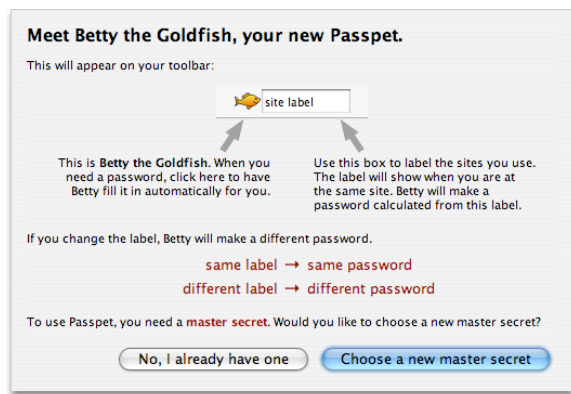 Meet Betty the Goldfish, your new Passpet.
This will appear on your toolbar:
site label
This is Betty the Goldfish. When you
need a password, click here to have
Betty fill it in automatically for you.
Use this box to label the sites you use.
The label will show when you are at
the same site. Betty will make a
password calculated from this label.
If you change the label, Betty will make a different password.
same label → same password
different label → different password
To use Passpet, you need a master secret. Would you like to choose a new master secret?
No, I already have one
Choose a new master secret